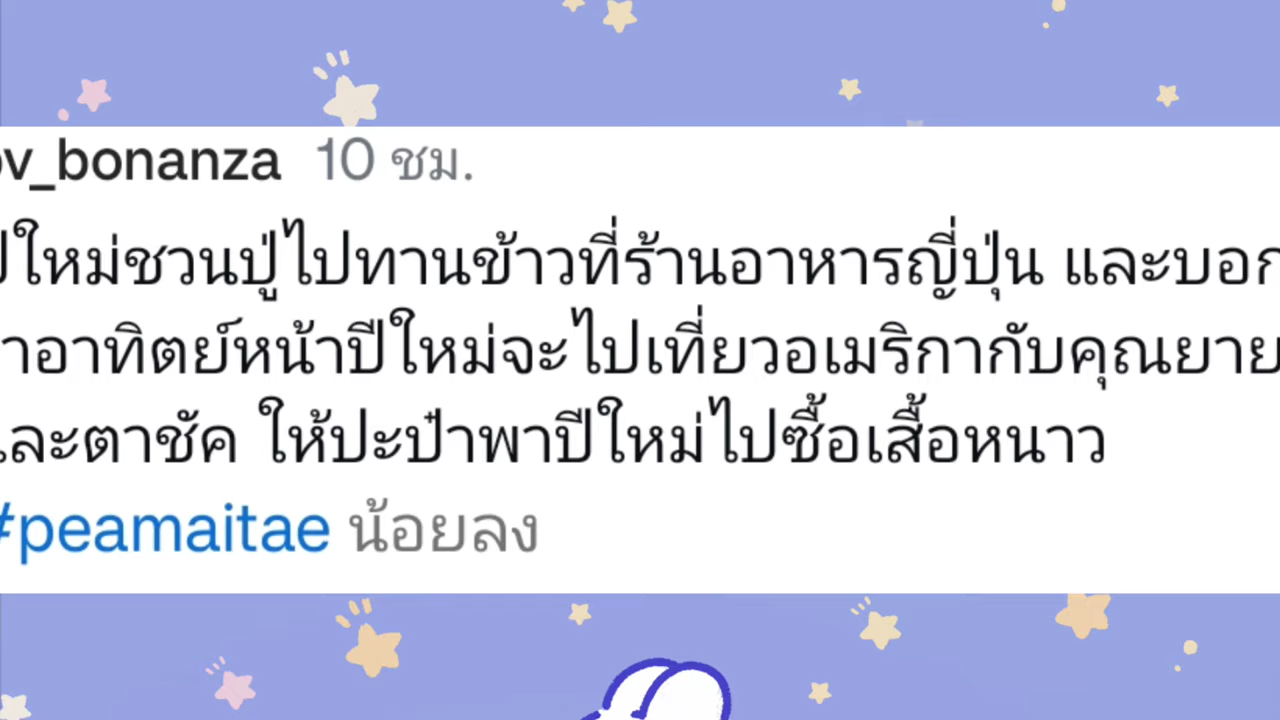 v_bonanza 10 ชม.
ปีใหม่ชวนปู่ไปทานข้าวที่ร้านอาหารญี่ปุ่น และบอก
าอาทิตย์หน้าปีใหม่จะไปเที่ยวอเมริกากับคุณยาย
และตาชัค ให้ปะป๋าพาปีใหม่ไปซื้อเสื้อหนาว
#peamaitae น้อยลง